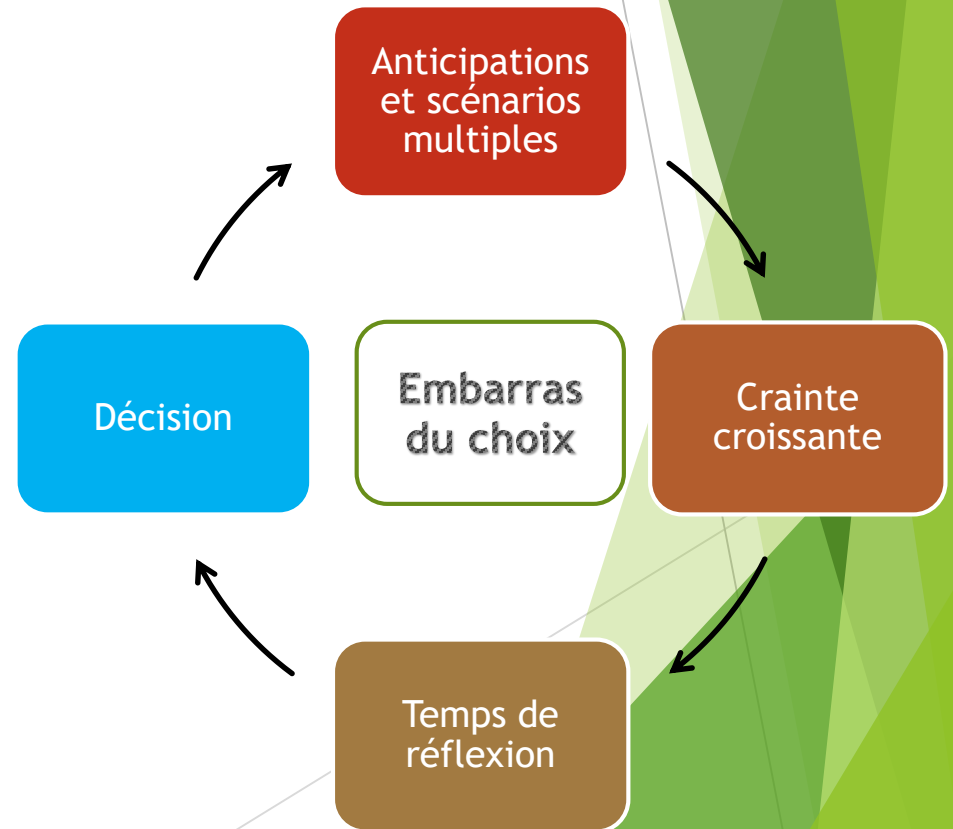 Anticipations
et scénarios
multiples
Décision
Embarras
du choix
Crainte
croissante
Temps de
réflexion